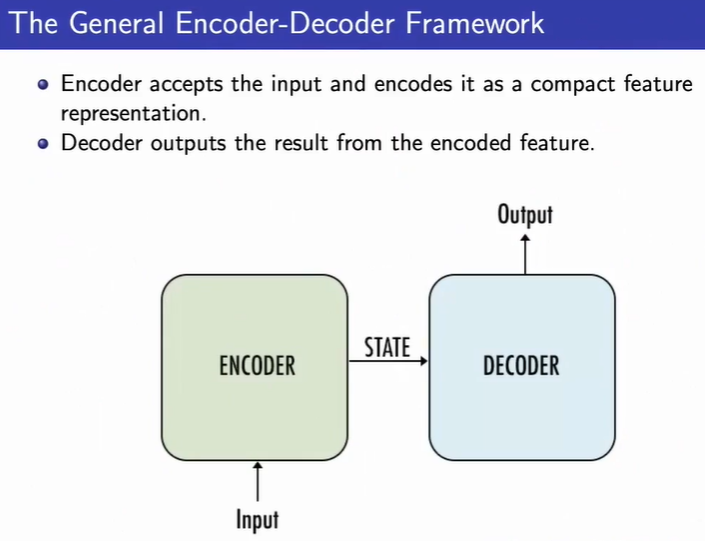 The General Encoder-Decoder Framework
Encoder accepts the input and encodes it as a compact feature
representation.
Decoder outputs the result from the encoded feature.
Output
ENCODER
STATE
DECODER
Input